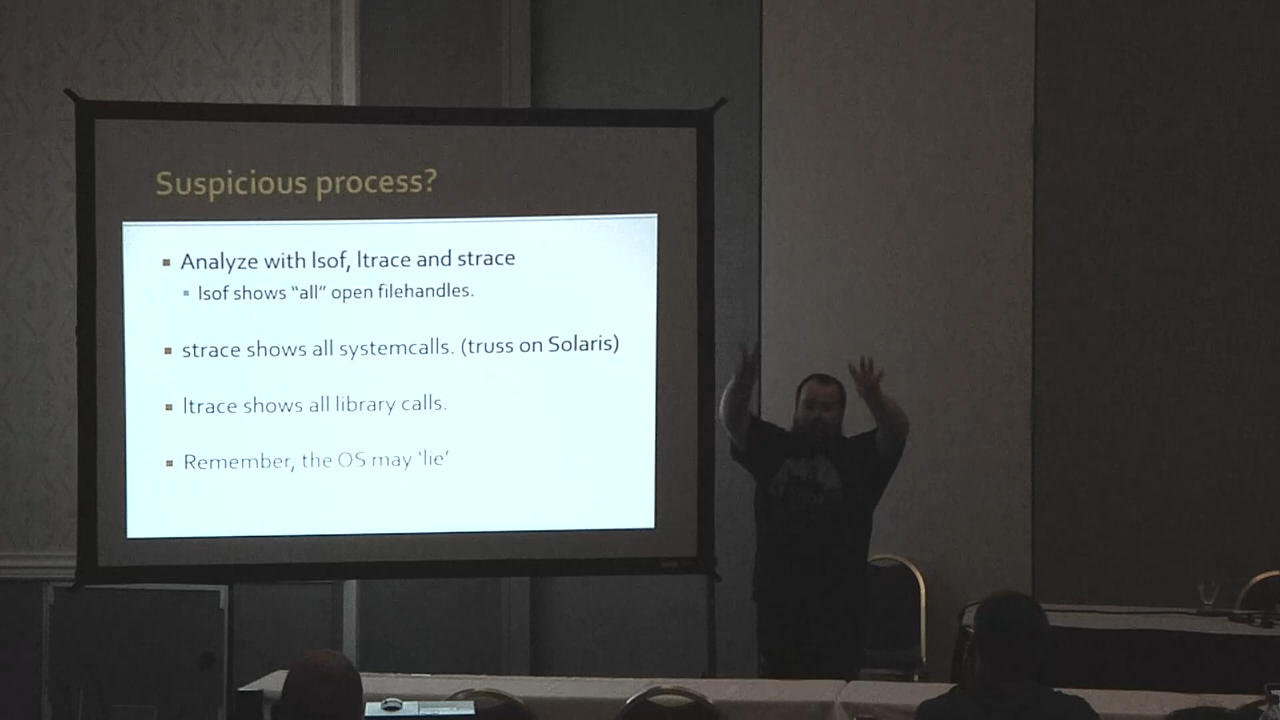 Suspicious process?
Analyze with lsof, ltrace and strace
lsof shows “all” open filehandles.
strace shows all systemcalls. (truss on Solaris)
ltrace shows all library calls.
Remember, the OS may ‘lie’